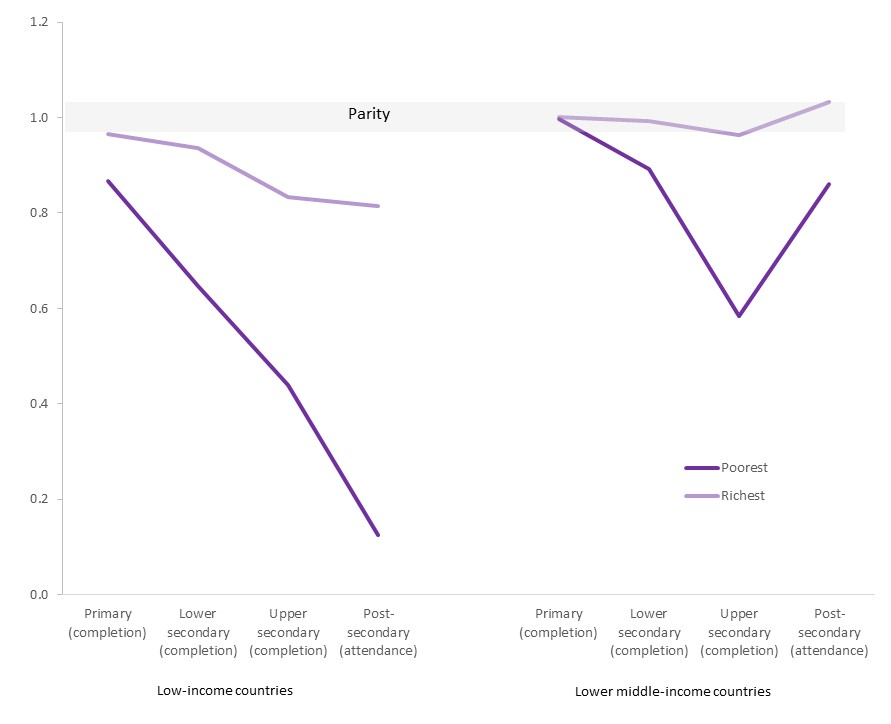 1.2
1.0
Parity
0.8
0.6
0.4
0.2
0.0
Poorest
Richest
Primary
(completion)
Lower
secondary
(completion)
Upper
secondary
(completion)
Post-
secondary
(attendance)
Primary
(completion)
Lower
secondary
(completion)
Upper
secondary
(completion)
Post-
secondary
(attendance)
Low-income countries
Lower middle-income countries